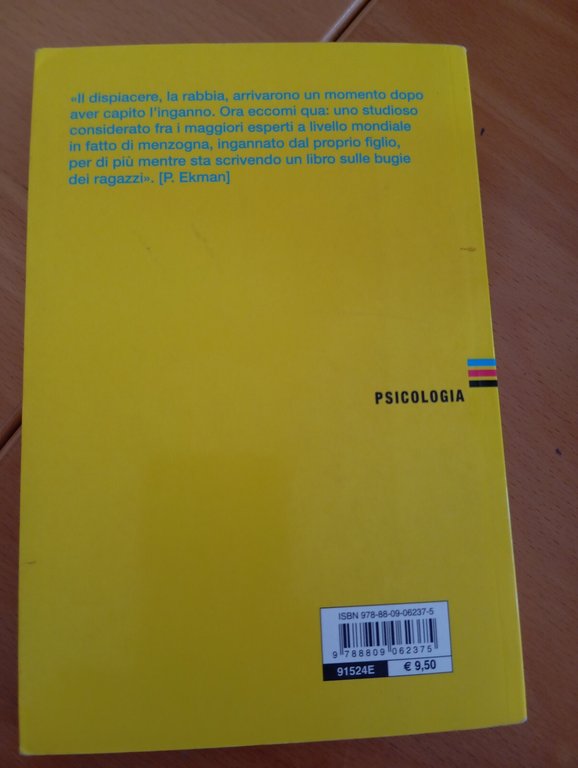 «Il dispiacere, la rabbia, arrivarono un momento dopo
aver capito l'inganno. Ora eccomi qua: uno studioso
considerato fra i maggiori esperti a livello mondiale
in fatto di menzogna, ingannato dal proprio figlio,
per di più mentre sta scrivendo un libro sulle bugie
dei ragazzi». [P. Ekman]
PSICOLOGIA
ISBN 978-88-09-06237-5
9 788809 062375
91524E € 9,50